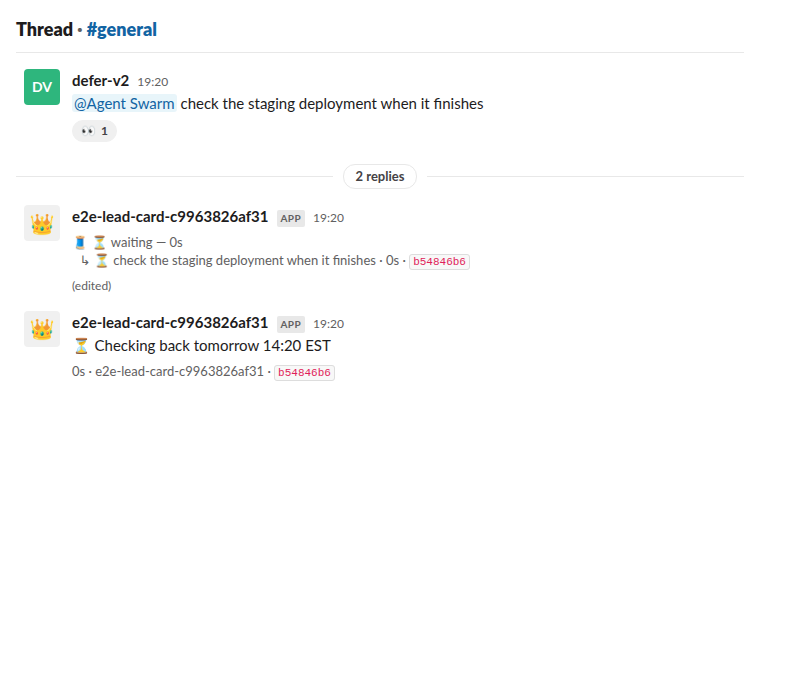 Thread • #general
DV
defer-v2 19:20
@Agent Swarm check the staging deployment when it finishes
👀 1
2 replies
👑
e2e-lead-card-c9963826af31 APP 19:20
🧵 ⏳ waiting — 0s
↳ ⏳ check the staging deployment when it finishes · 0s · b54846b6
(edited)
👑
e2e-lead-card-c9963826af31 APP 19:20
⏳ Checking back tomorrow 14:20 EST
0s · e2e-lead-card-c9963826af31 · b54846b6